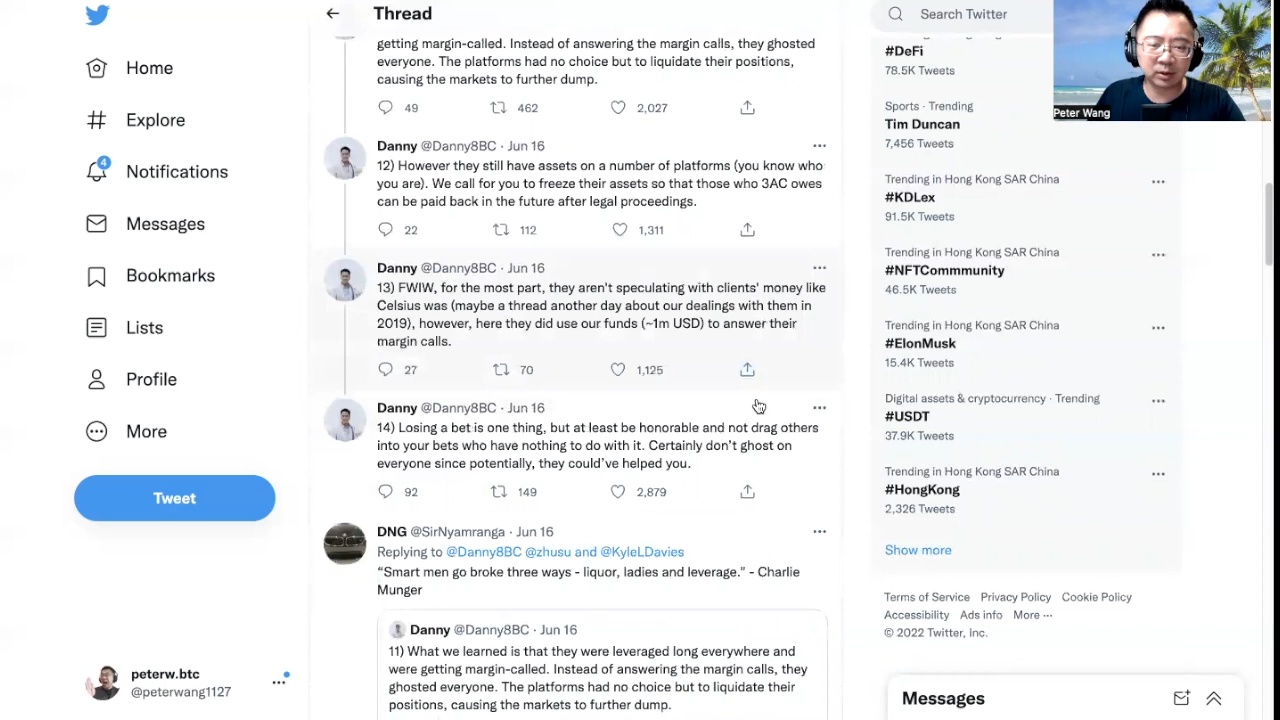 Home
Explore
4
Notifications
Messages
Bookmarks
Lists
Profile
More
Tweet
peterw.btc
@peterwang1127
Thread
getting margin-called. Instead of answering the margin calls, they ghosted
everyone. The platforms had no choice but to liquidate their positions,
causing the markets to further dump.
49 462 2,027
Danny @Danny8BC · Jun 16
12) However they still have assets on a number of platforms (you know who
you are). We call for you to freeze their assets so that those who 3AC owes
can be paid back in the future after legal proceedings.
22 112 1,311
Danny @Danny8BC · Jun 16
13) FWIW, for the most part, they aren't speculating with clients' money like
Celsius was (maybe a thread another day about our dealings with them in
2019), however, here they did use our funds (~1m USD) to answer their
margin calls.
27 70 1,125
Danny @Danny8BC · Jun 16
14) Losing a bet is one thing, but at least be honorable and not drag others
into your bets who have nothing to do with it. Certainly don't ghost on
everyone since potentially, they could've helped you.
92 149 2,879
DNG @SirNyamranga · Jun 16
Replying to @Danny8BC @zhusu and @KyleLDavies
“Smart men go broke three ways - liquor, ladies and leverage.” - Charlie
Munger
Danny @Danny8BC · Jun 16
11) What we learned is that they were leveraged long everywhere and
were getting margin-called. Instead of answering the margin calls, they
ghosted everyone. The platforms had no choice but to liquidate their
positions, causing the markets to further dump.
Search Twitter
Peter Wang
#DeFi
78.5K Tweets
Sports · Trending
Tim Duncan
7,456 Tweets
Trending in Hong Kong SAR China
#KDLex
91.5K Tweets
Trending in Hong Kong SAR China
#NFTCommmunity
46.5K Tweets
Trending in Hong Kong SAR China
#ElonMusk
15.4K Tweets
Digital assets & cryptocurrency · Trending
#USDT
37.9K Tweets
Trending in Hong Kong SAR China
#HongKong
2,326 Tweets
Show more
Terms of Service Privacy Policy Cookie Policy
Accessibility Ads info More ···
© 2022 Twitter, Inc.
Messages